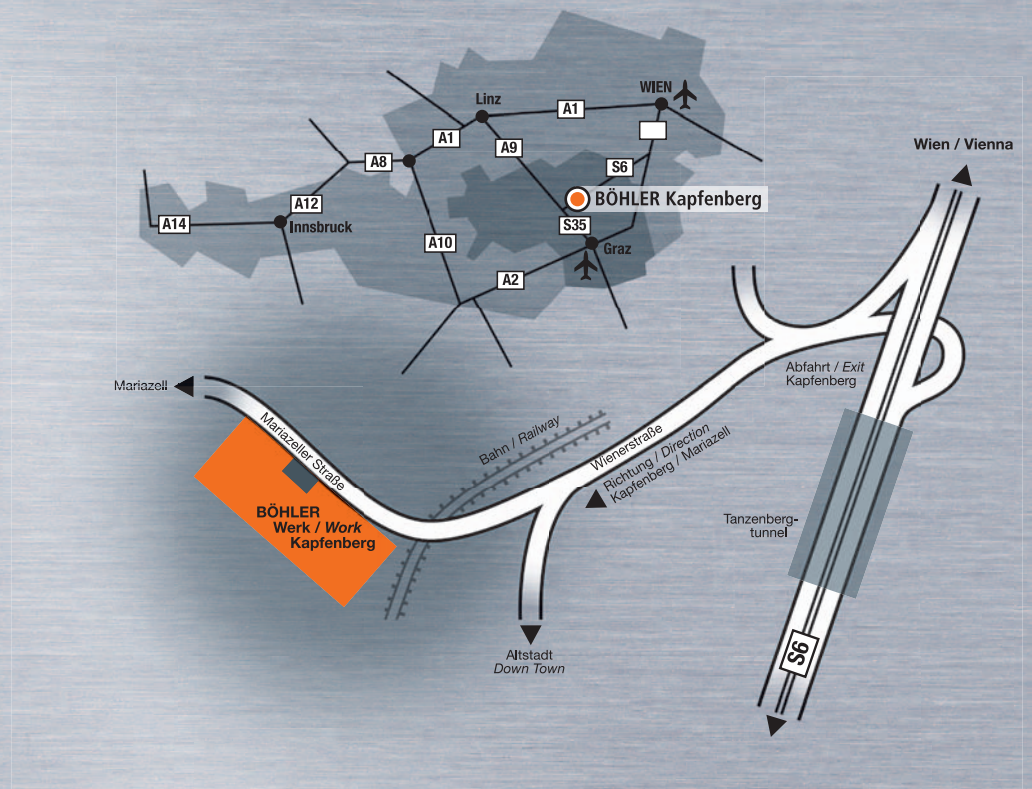 WIEN
Linz
A1
A1
A9
A8
S6
BÖHLER Kapfenberg
A12
A14
Innsbruck
S35
A10
Graz
A2
Wien / Vienna
Abfahrt / Exit
Kapfenberg
Mariazell
Mariazeller Straße
Bahn / Railway
Wienerstraße
Richtung / Direction
Kapfenberg / Mariazell
BÖHLER
Werk / Work
Kapfenberg
Tanzenberg-
tunnel
S6
Altstadt
Down Town